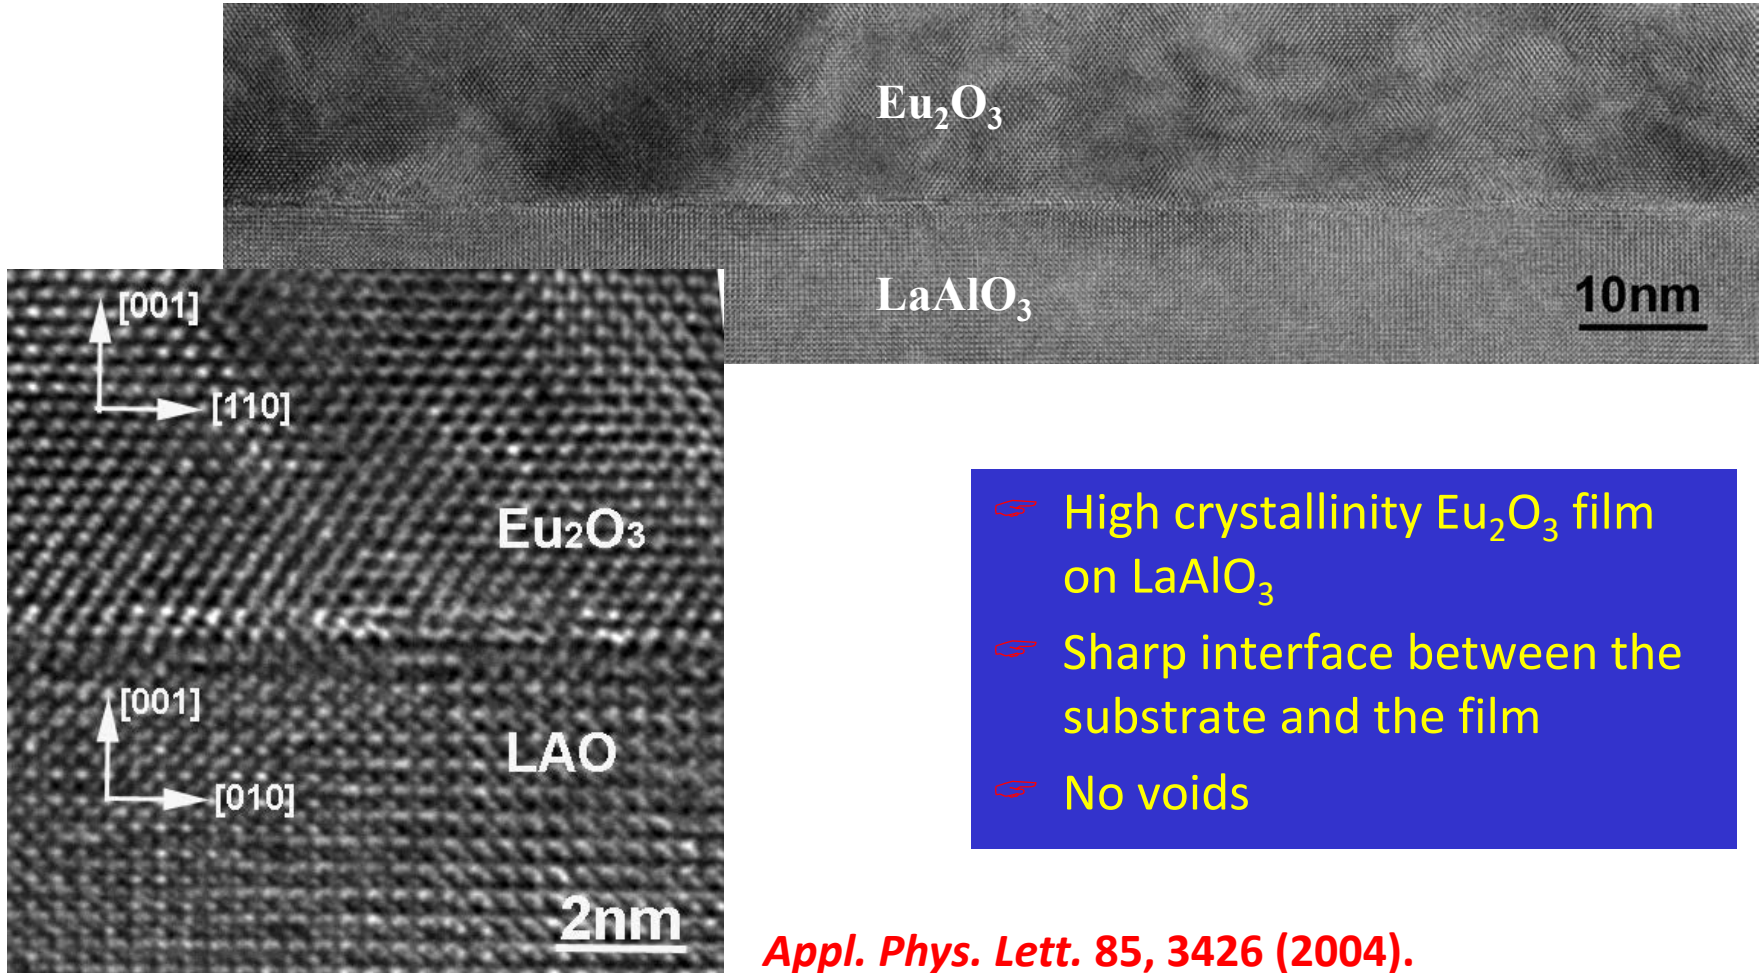 Eu₂O₃
LaAlO₃
10nm
[001]
[110]
Eu₂O₃
[001]
LAO
[010]
2nm
☞ High crystallinity Eu₂O₃ film
on LaAlO₃
☞ Sharp interface between the
substrate and the film
☞ No voids
Appl. Phys. Lett. 85, 3426 (2004).